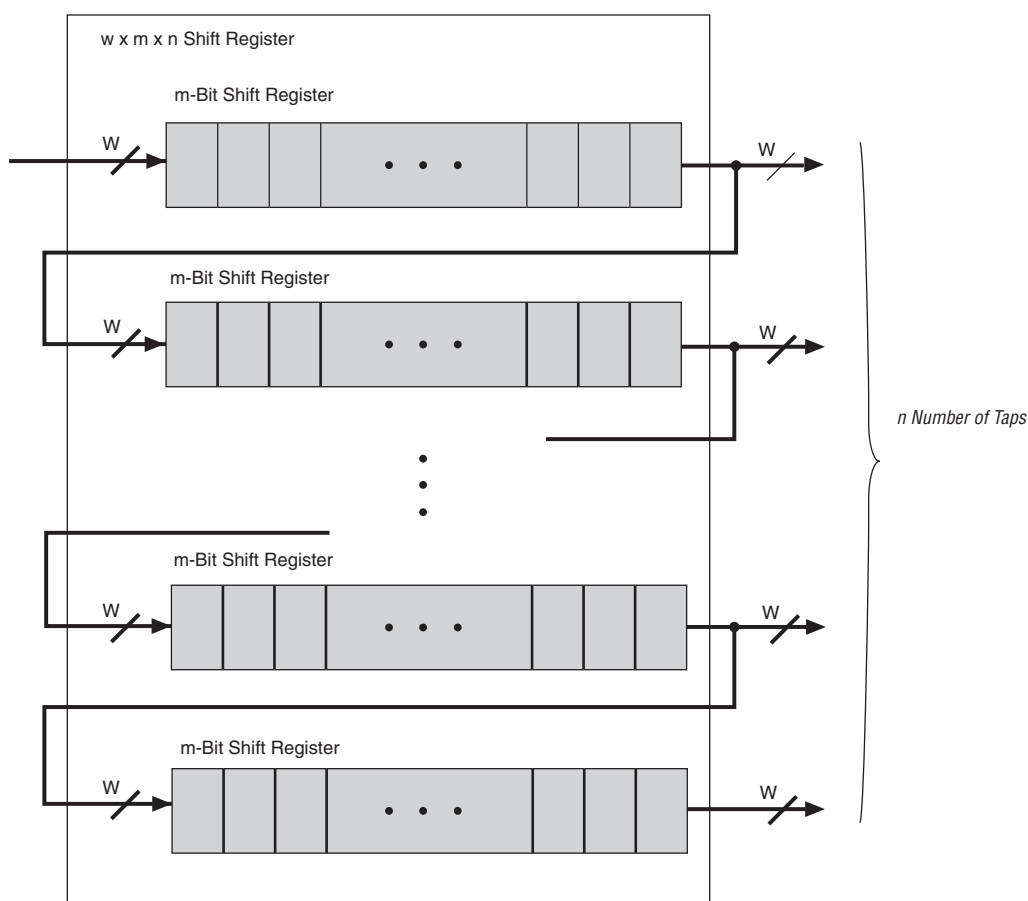 w x m x n Shift Register
m-Bit Shift Register
W
W
m-Bit Shift Register
W
W
n Number of Taps
m-Bit Shift Register
W
W
m-Bit Shift Register
W
W